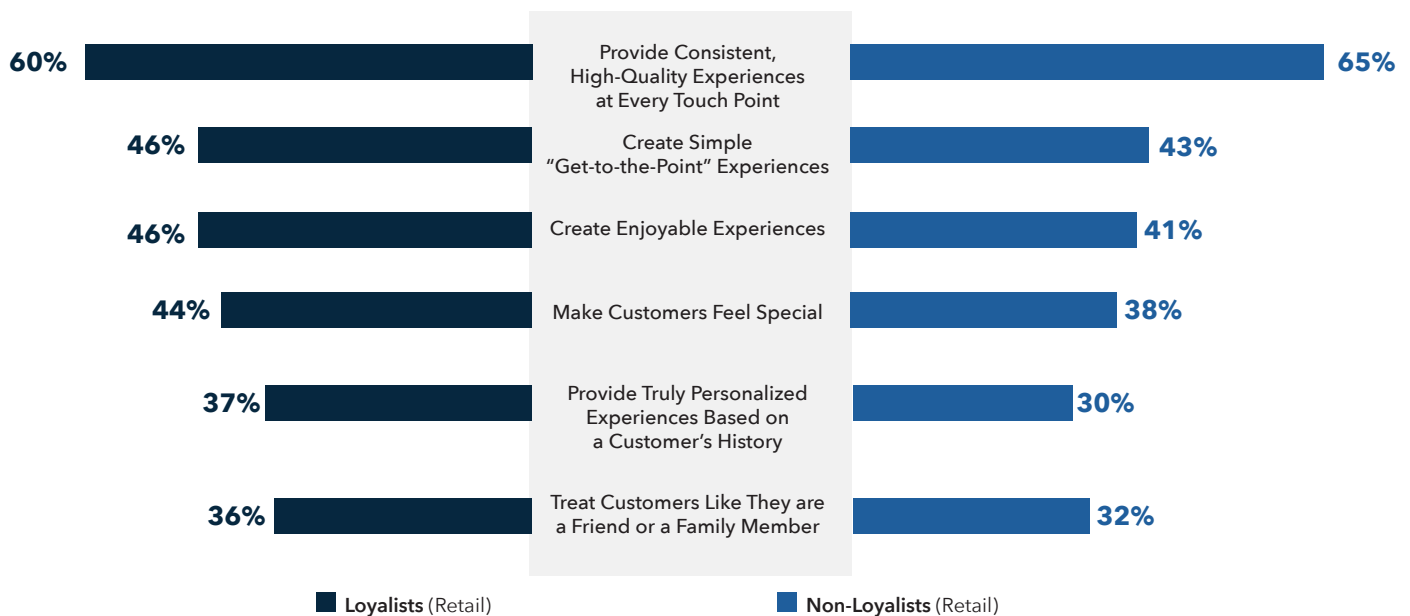 60%
Provide Consistent,
High-Quality Experiences
at Every Touch Point
65%
46%
Create Simple
“Get-to-the-Point” Experiences
43%
46%
Create Enjoyable Experiences
41%
44%
Make Customers Feel Special
38%
37%
Provide Truly Personalized
Experiences Based on
a Customer’s History
30%
36%
Treat Customers Like They are
a Friend or a Family Member
32%
Loyalists (Retail)
Non-Loyalists (Retail)